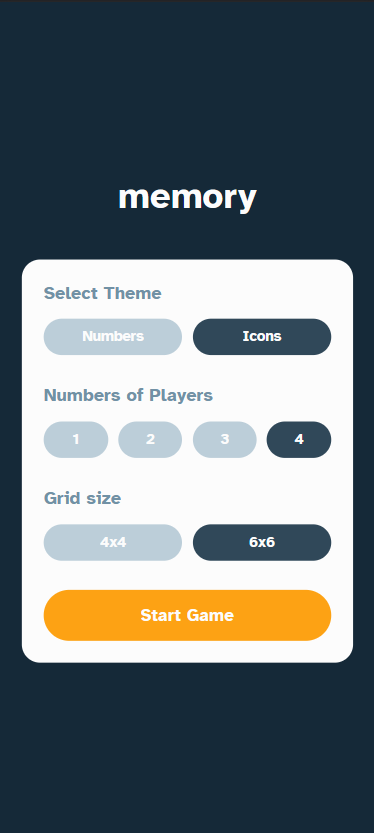 memory
Select Theme
Numbers Icons
Numbers of Players
1 2 3 4
Grid size
4x4 6x6
Start Game